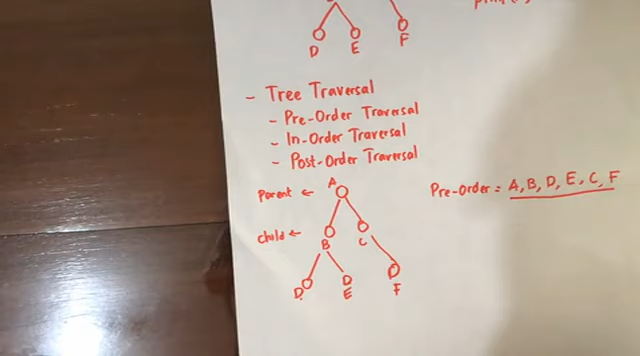 D E F
- Tree Traversal
- Pre-Order Traversal
- In-Order Traversal
- Post-Order Traversal
A
Parent ←
Pre-Order = A, B, D, E, C, F
Child ←
B C
D E F